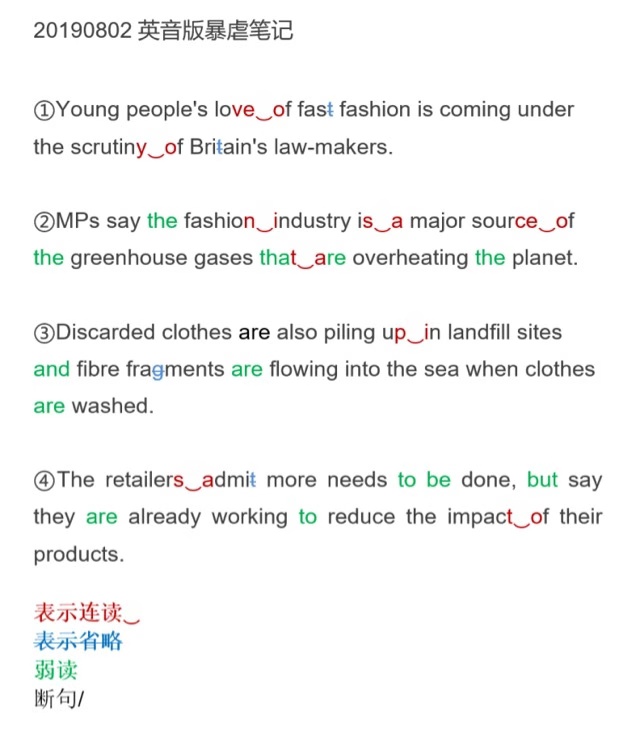 20190802 英音版暴虐笔记
①Young people's love‿of fast fashion is coming under
the scrutiny‿of Britain's law-makers.
②MPs say the fashion‿industry is‿a major source‿of
the greenhouse gases that‿are overheating the planet.
③Discarded clothes are also piling up‿in landfill sites
and fibre fragments are flowing into the sea when clothes
are washed.
④The retailers‿admit more needs to be done, but say
they are already working to reduce the impact‿of their
products.
表示连读‿
表示省略
弱读
断句/